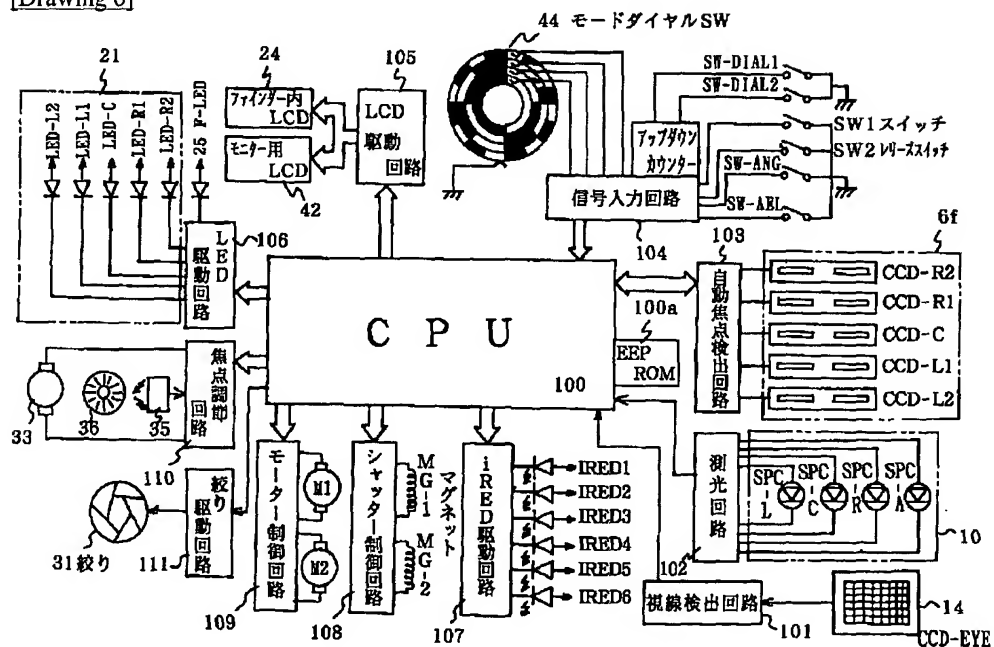 [Drawing 6]
44 モードダイヤルSW
21
24
105
LED-L2
LED-L1
LED-C
LED-R1
LED-R2
25 F-LED
ファインダー内
LCD
モニター用
LCD
42
LCD
駆動
回路
SW-DIAL1
SW-DIAL2
アップダウン
カウンター
SW1スイッチ
SW2レリーズスイッチ
SW-ANG
SW-AEL
信号入力回路
104
106
LED
駆動回路
103
自動焦点検出回路
6f
CCD-R2
CCD-R1
CCD-C
CCD-L1
CCD-L2
CPU
100
100a
EEP
ROM
焦点調節
回路
33
36
35
110
絞り
駆動回路
31絞り
111
モーター制御回路
M1
M2
109
シャッター制御回路
MG-1
MG-2
マグネット
108
iRED駆動回路
107
IRED1
IRED2
IRED3
IRED4
IRED5
IRED6
測光回路
102
SPC-L
SPC-C
SPC-R
SPC-A
10
視線検出回路
101
14
CCD-EYE